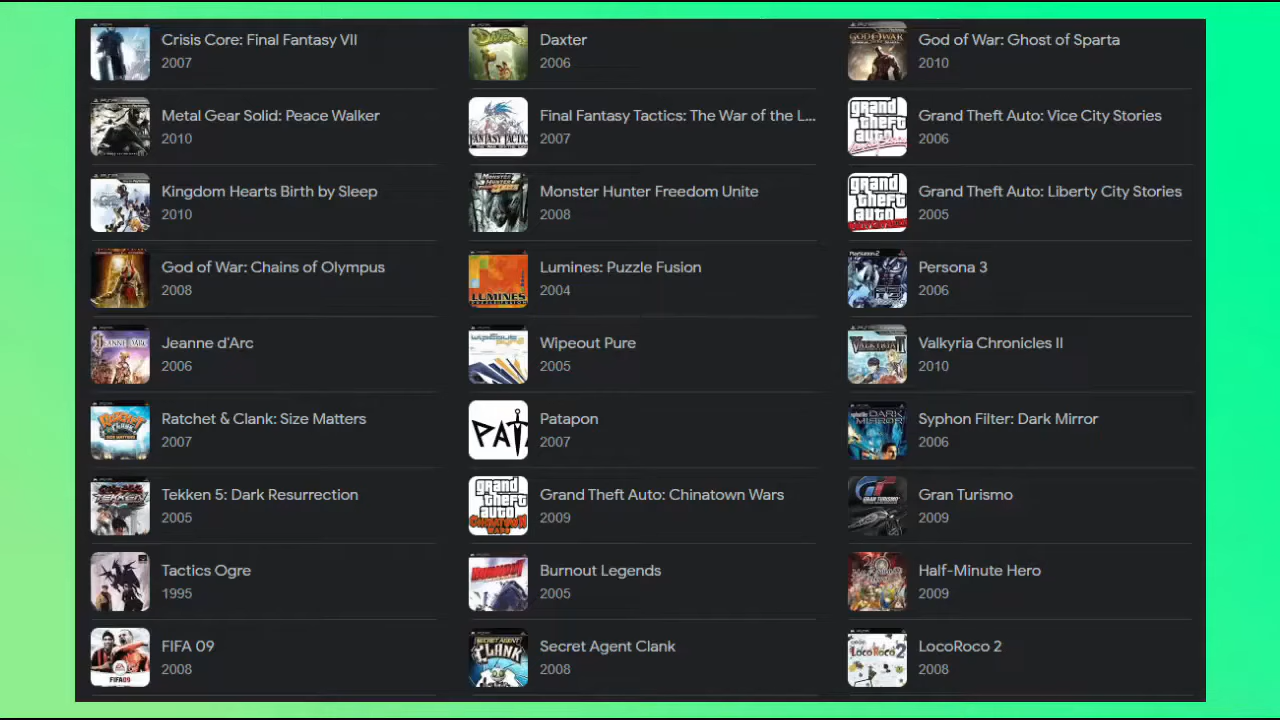 Crisis Core: Final Fantasy VII
2007
Daxter
2006
God of War: Ghost of Sparta
2010
Metal Gear Solid: Peace Walker
2010
Final Fantasy Tactics: The War of the L...
2007
Grand Theft Auto: Vice City Stories
2006
Kingdom Hearts Birth by Sleep
2010
Monster Hunter Freedom Unite
2008
Grand Theft Auto: Liberty City Stories
2005
God of War: Chains of Olympus
2008
Lumines: Puzzle Fusion
2004
Persona 3
2006
Jeanne d'Arc
2006
Wipeout Pure
2005
Valkyria Chronicles II
2010
Ratchet & Clank: Size Matters
2007
Patapon
2007
Syphon Filter: Dark Mirror
2006
Tekken 5: Dark Resurrection
2005
Grand Theft Auto: Chinatown Wars
2009
Gran Turismo
2009
Tactics Ogre
1995
Burnout Legends
2005
Half-Minute Hero
2009
FIFA 09
2008
Secret Agent Clank
2008
LocoRoco 2
2008